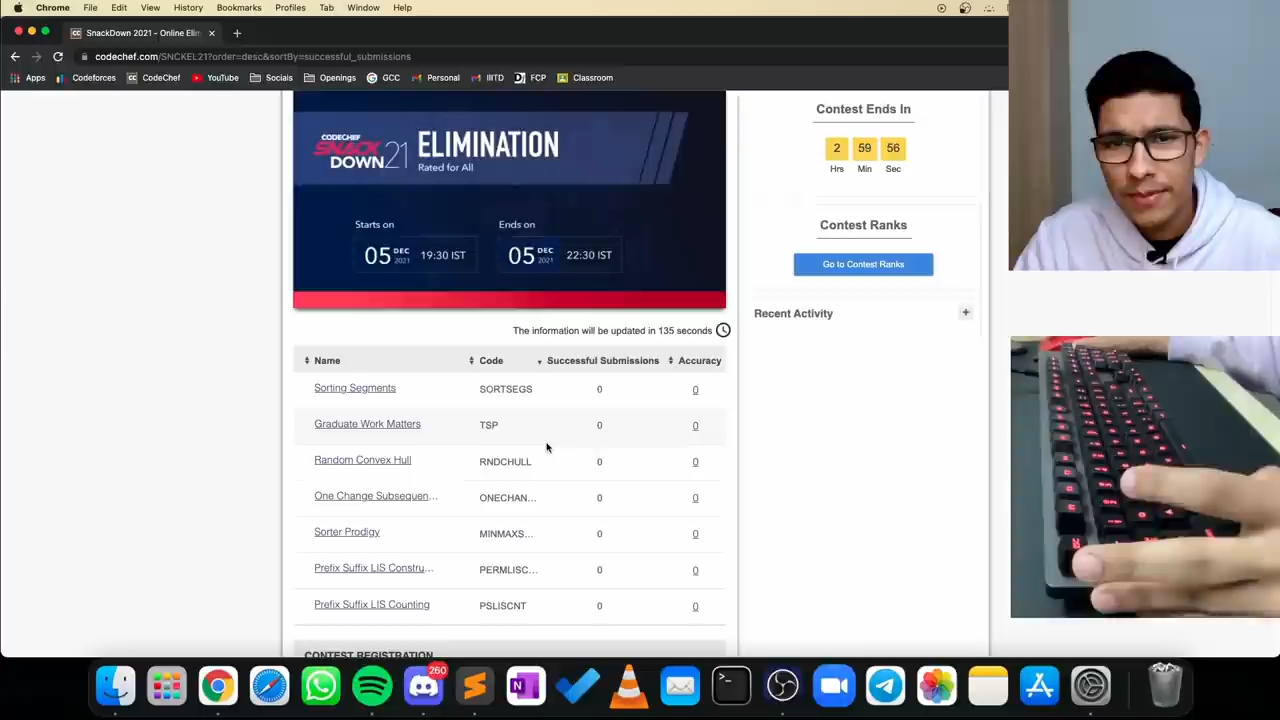 Chrome File Edit View History Bookmarks Profiles Tab Window Help
SnackDown 2021 - Online Elim
codechef.com/SNCKEL21?order=desc&sortBy=successful_submissions
Apps Codeforces CodeChef YouTube Socials Openings GCC Personal IIITD FCP Classroom
CODECHEF
SNACK
DOWN 21
ELIMINATION
Rated for All
Starts on
05 DEC 2021 19:30 IST
Ends on
05 DEC 2021 22:30 IST
Contest Ends In
2 59 56
Hrs Min Sec
Contest Ranks
Go to Contest Ranks
Recent Activity +
The information will be updated in 135 seconds
Name Code Successful Submissions Accuracy
Sorting Segments SORTSEGS 0 0
Graduate Work Matters TSP 0 0
Random Convex Hull RNDCHULL 0 0
One Change Subsequen... ONECHAN... 0 0
Sorter Prodigy MINMAXS... 0 0
Prefix Suffix LIS Constru... PERMLISC... 0 0
Prefix Suffix LIS Counting PSLISCNT 0 0
CONTEST REGISTRATION
260